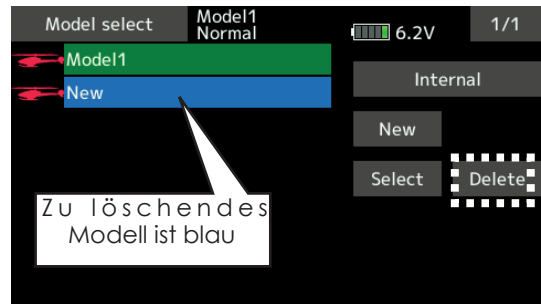 Model select
Model1
Normal
6.2V
1/1
Model1
New
Internal
New
Select
Delete
Zu löschendes
Modell ist blau